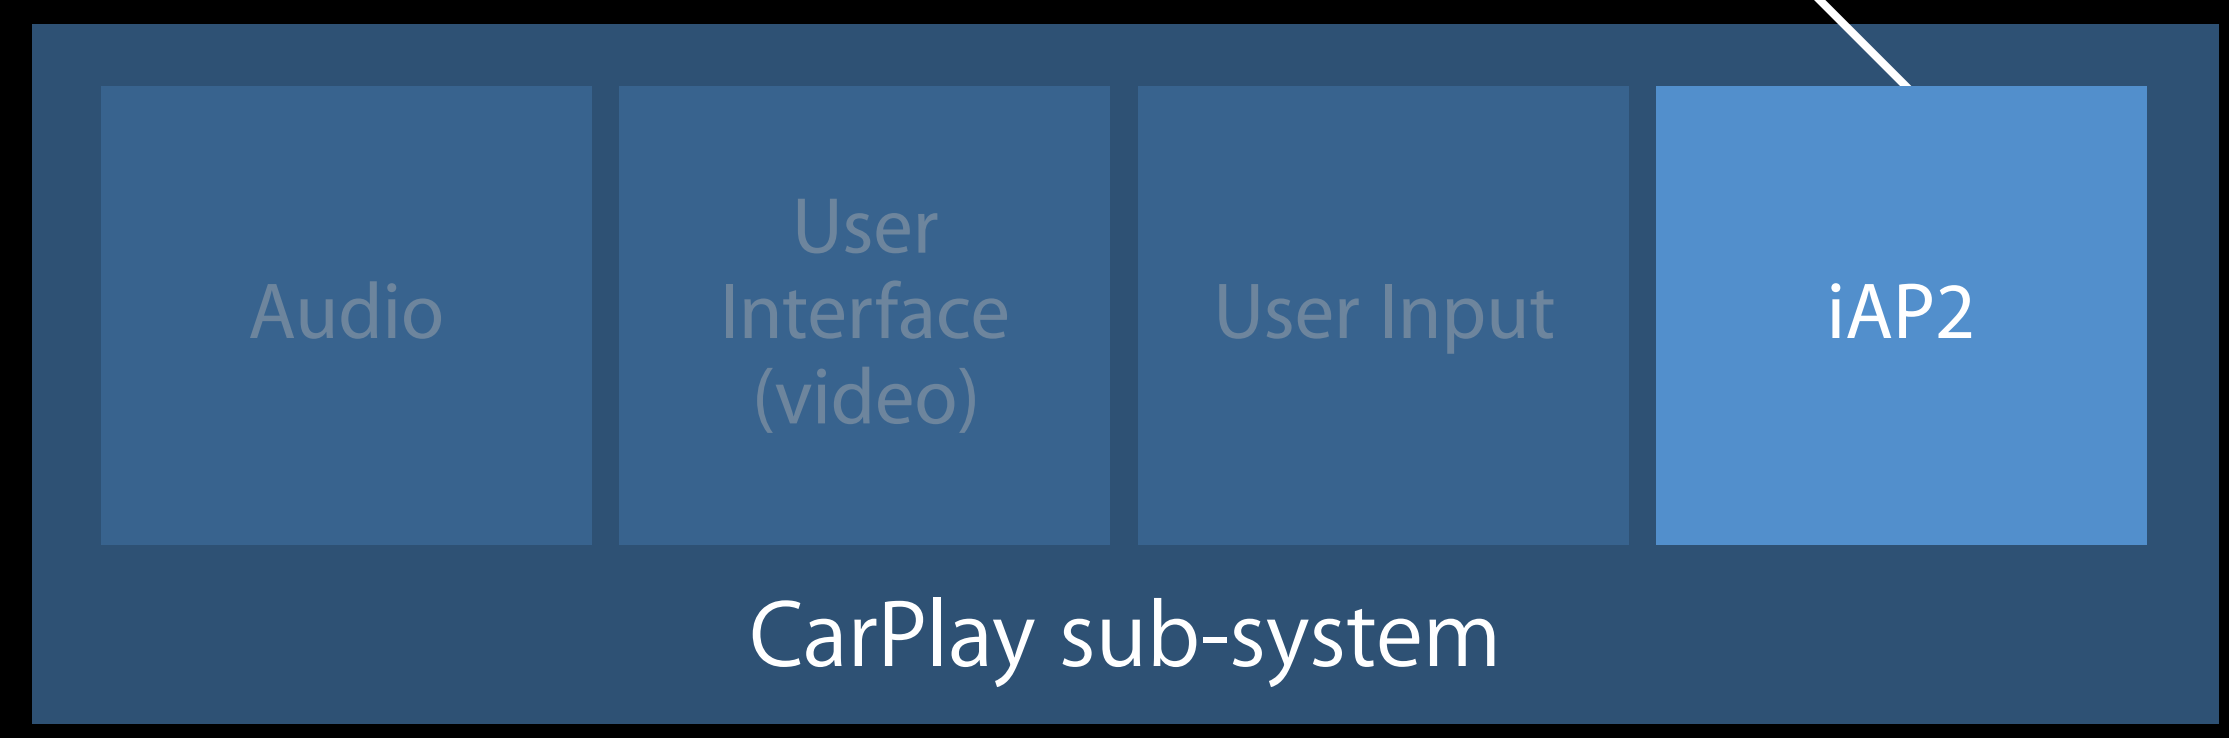 Audio
User
Interface
(video)
User Input
iAP2
CarPlay sub-system